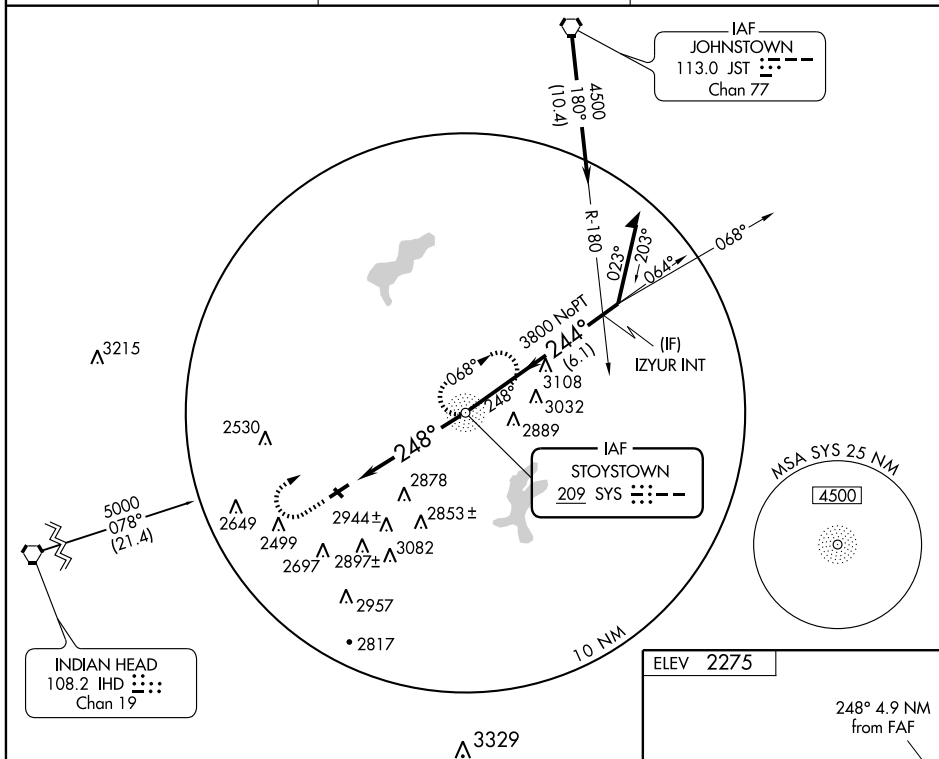 IAF
JOHNSTOWN
113.0 JST
Chan 77
4500
180°
(10.4)
R-180
023°
203°
064°
068°
3800 NoPT
244°
(6.1)
(IF)
IZYUR INT
3215
068°
248°
3108
3032
2889
2530
248°
IAF
STOYSTOWN
209 SYS
MSA SYS 25 NM
4500
5000
078°
(21.4)
2649
2499
2878
2944±
2853±
2697
2897±
3082
2957
2817
10 NM
INDIAN HEAD
108.2 IHD
Chan 19
3329
ELEV 2275
248° 4.9 NM
from FAF